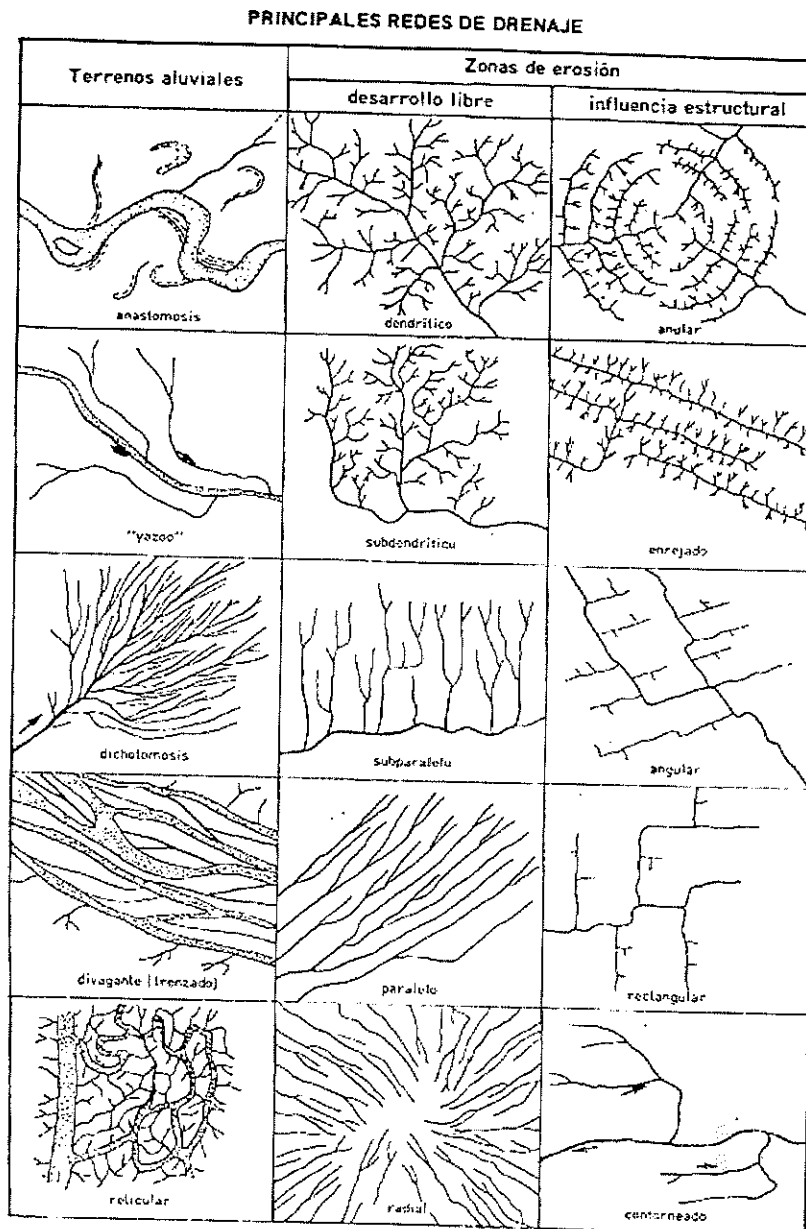 PRINCIPALES REDES DE DRENAJE
Terrenos aluviales
Zonas de erosión
desarrollo libre
influencia estructural
anastomosis
dendrítico
anular
"yazoo"
subdendrítico
enrejado
dichotomosis
subparalelo
angular
divagante (trenzado)
paralelo
rectangular
reticular
radial
contorneado